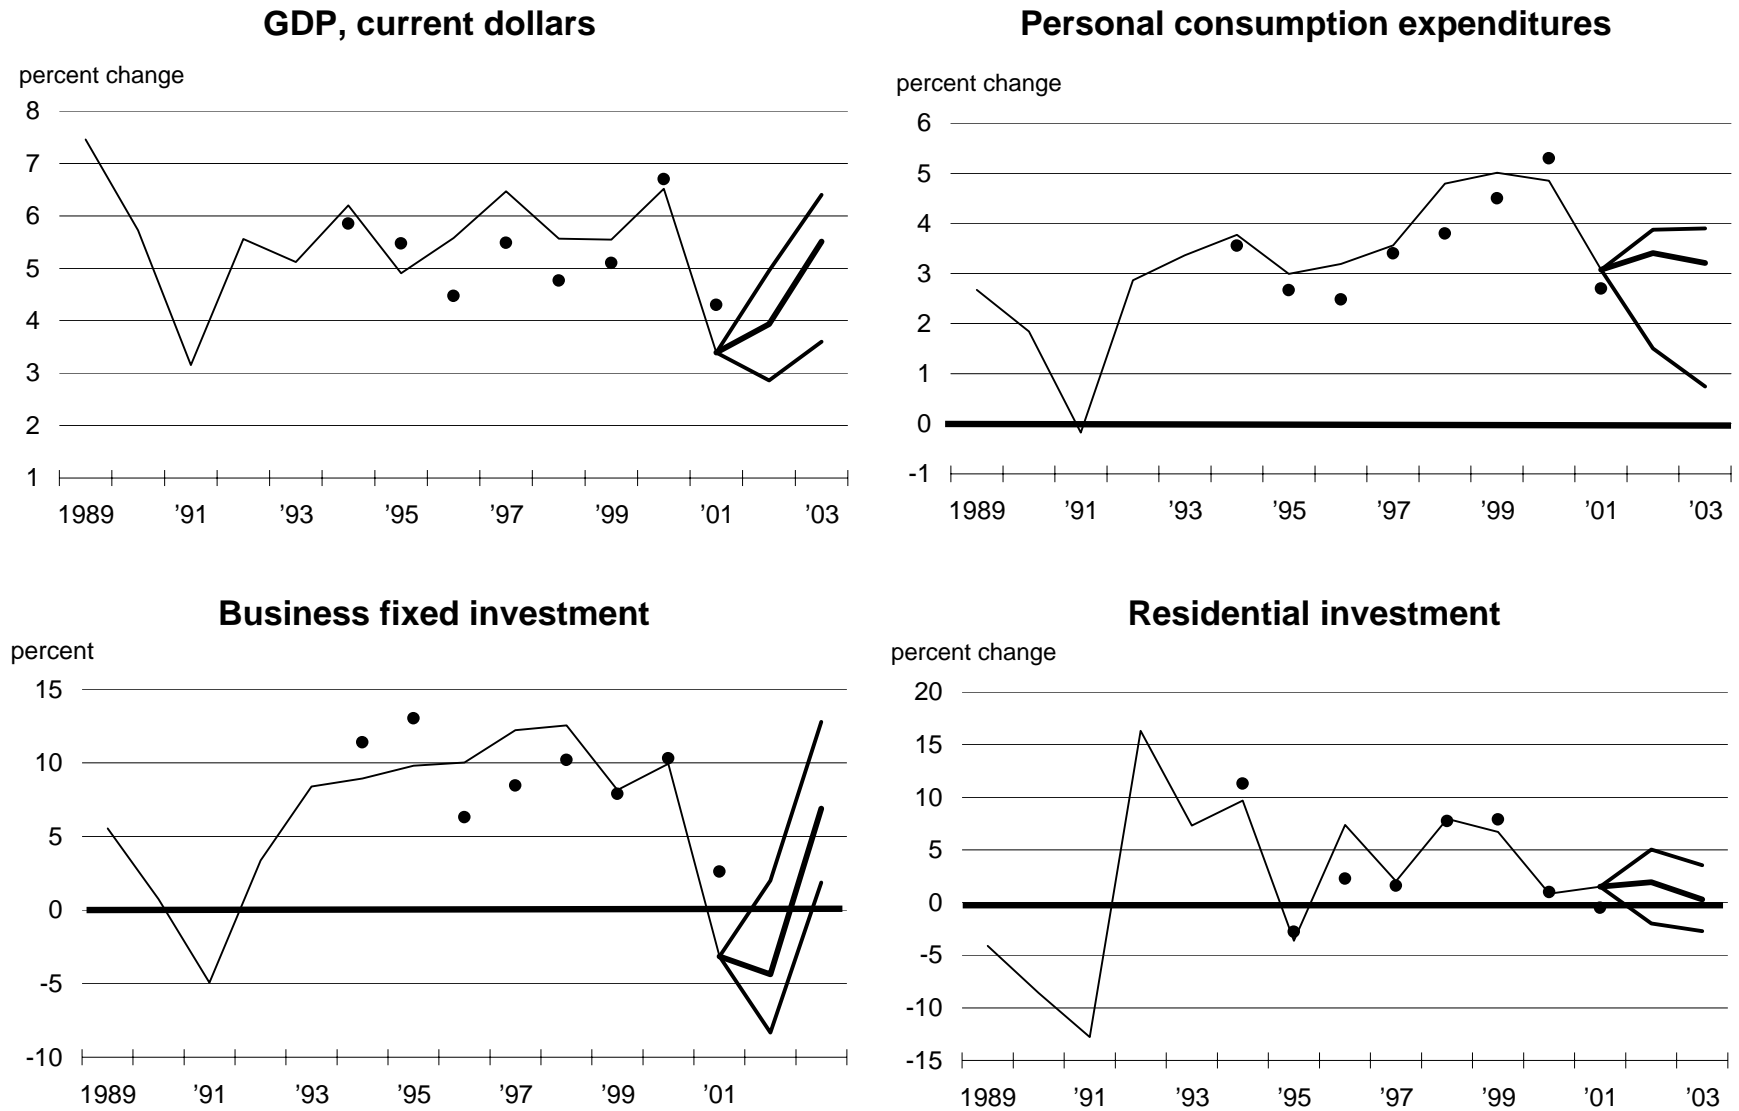 GDP, current dollars
percent change
8
7
6
5
4
3
2
1
1989 ’91 ’93 ’95 ’97 ’99 ’01 ’03
Personal consumption expenditures
percent change
6
5
4
3
2
1
0
-1
1989 ’91 ’93 ’95 ’97 ’99 ’01 ’03
Business fixed investment
percent
15
10
5
0
-5
-10
1989 ’91 ’93 ’95 ’97 ’99 ’01
Residential investment
percent change
20
15
10
5
0
-5
-10
-15
1989 ’91 ’93 ’95 ’97 ’99 ’01 ’03